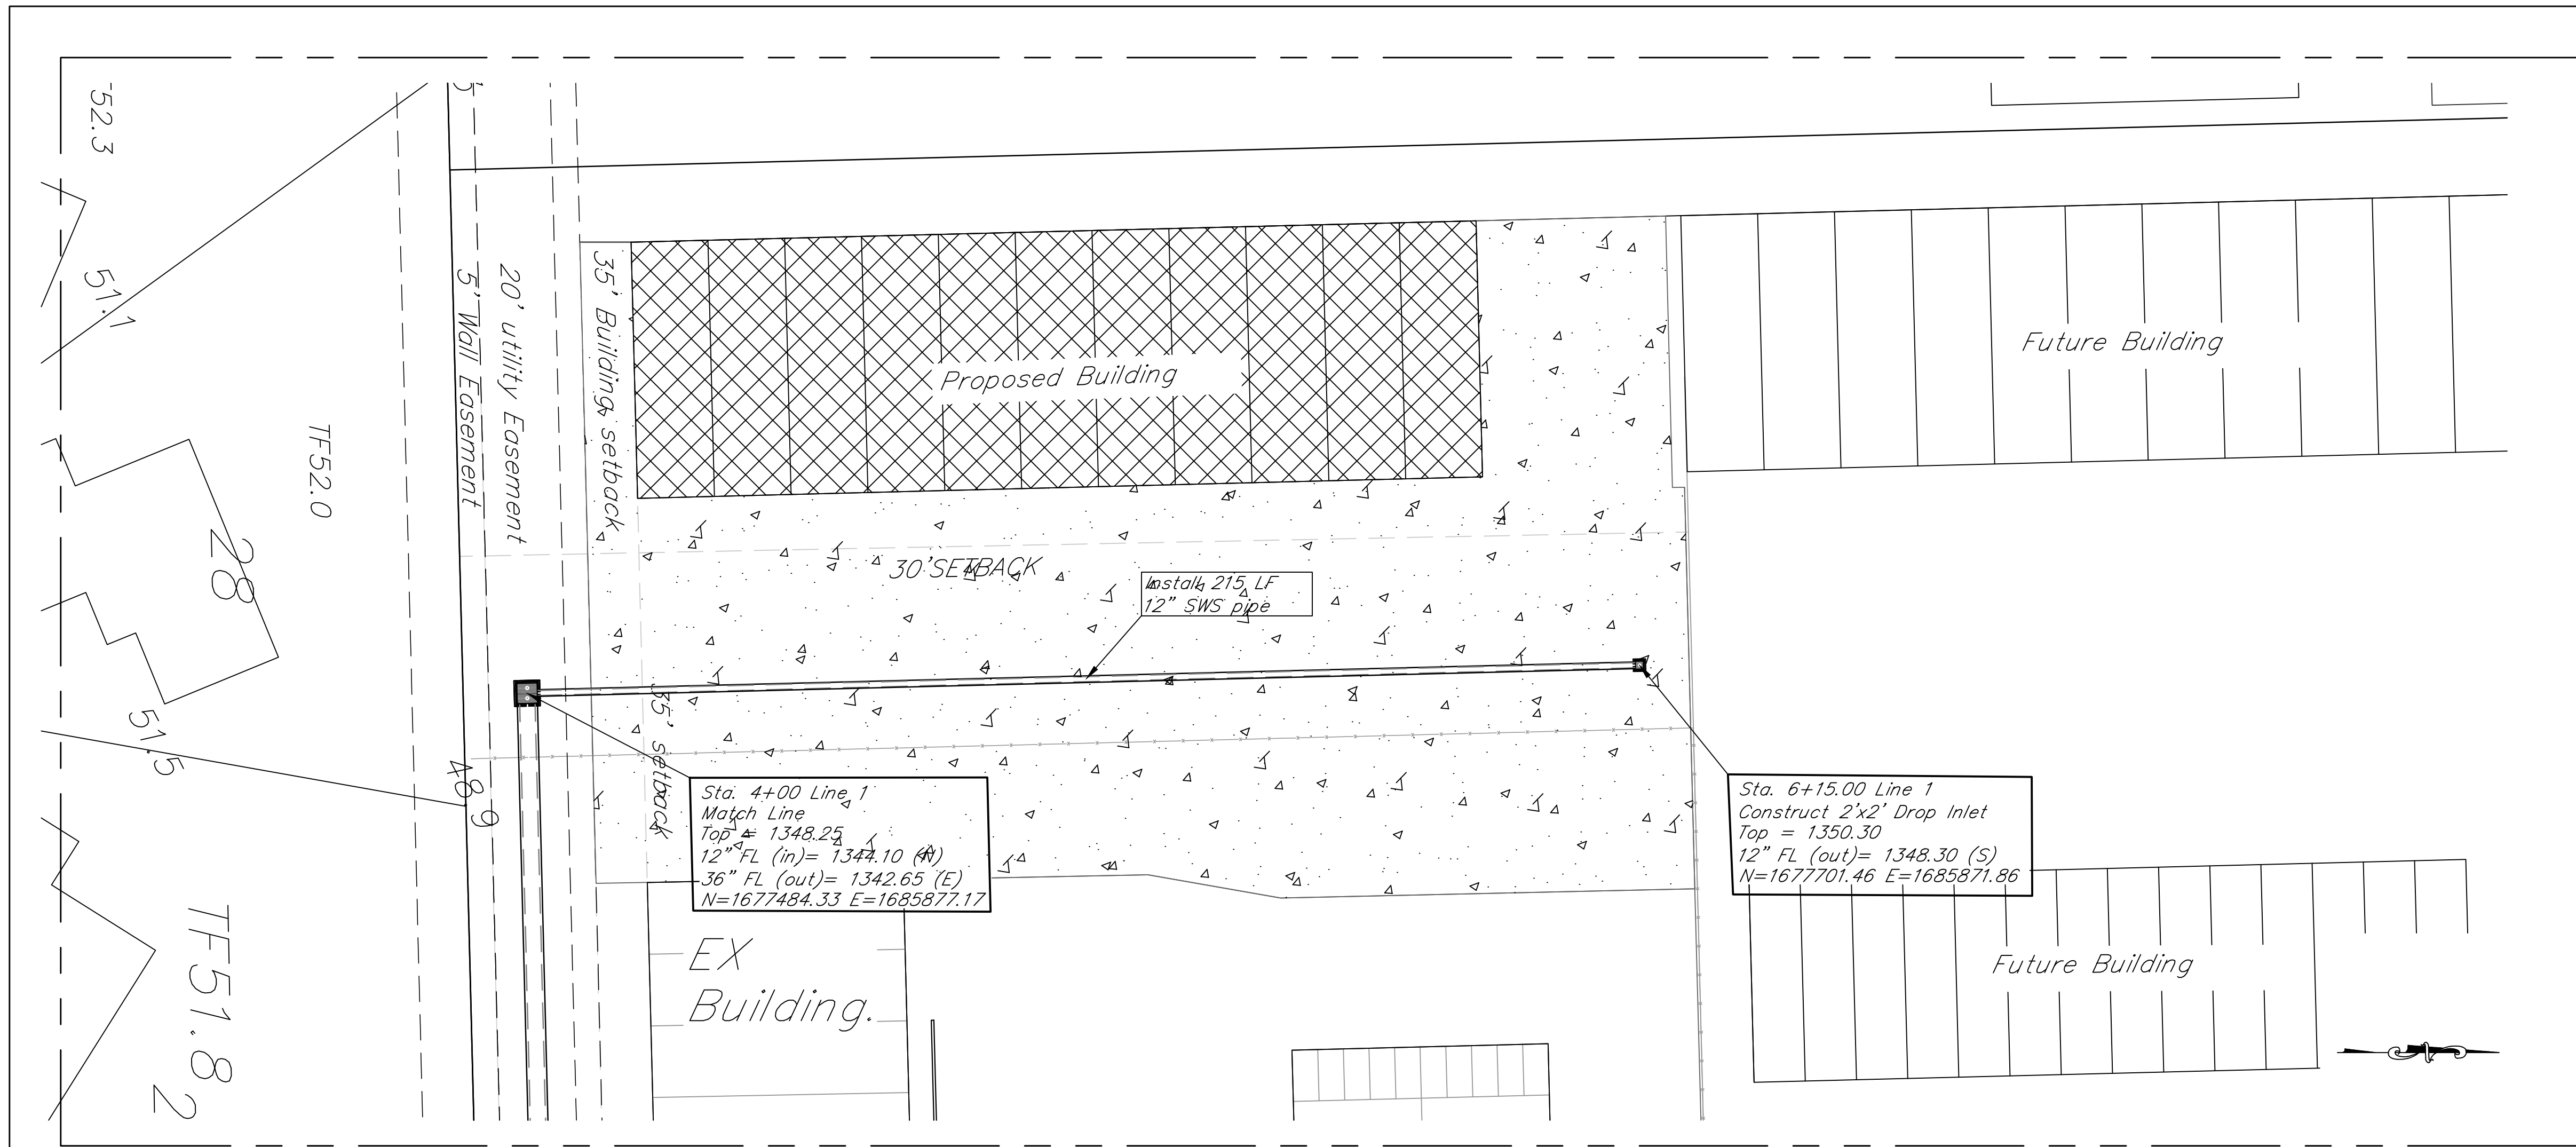 52.3
51.1
TF52.0
28
51.5
48.9
TF51.8
2
5' Wall Easement
20' utility Easement
35' Building setback
Proposed Building
Future Building
30'SETBACK
Install 215 LF
12" SWS pipe
35' setback
Sta. 4+00 Line 1
Match Line
Top = 1348.25
12" FL (in)= 1344.10 (N)
36" FL (out)= 1342.65 (E)
N=1677484.33 E=1685877.17
Sta. 6+15.00 Line 1
Construct 2'x2' Drop Inlet
Top = 1350.30
12" FL (out)= 1348.30 (S)
N=1677701.46 E=1685871.86
EX
Building.
Future Building